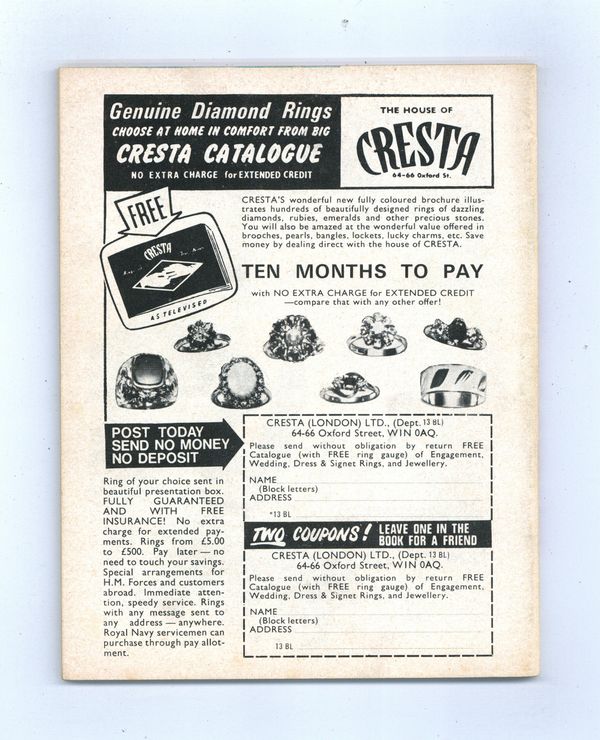 Genuine Diamond Rings
CHOOSE AT HOME IN COMFORT FROM BIG
CRESTA CATALOGUE
NO EXTRA CHARGE for EXTENDED CREDIT
THE HOUSE OF
CRESTA
64-66 Oxford St.
FREE
CRESTA
AS TELEVISED
CRESTA'S wonderful new fully coloured brochure illus-
trates hundreds of beautifully designed rings of dazzling
diamonds, rubies, emeralds and other precious stones.
You will also be amazed at the wonderful value offered in
brooches, pearls, bangles, lockets, lucky charms, etc. Save
money by dealing direct with the house of CRESTA.
TEN MONTHS TO PAY
with NO EXTRA CHARGE for EXTENDED CREDIT
—compare that with any other offer!
POST TODAY
SEND NO MONEY
NO DEPOSIT
Ring of your choice sent in
beautiful presentation box.
FULLY GUARANTEED
AND WITH FREE
INSURANCE! No extra
charge for extended pay-
ments. Rings from £5.00
to £500. Pay later — no
need to touch your savings.
Special arrangements for
H.M. Forces and customers
abroad. Immediate atten-
tion, speedy service. Rings
with any message sent to
any address — anywhere.
Royal Navy servicemen can
purchase through pay allot-
ment.
CRESTA (LONDON) LTD., (Dept. 13 BL)
64-66 Oxford Street, WIN 0AQ.
Please send without obligation by return FREE
Catalogue (with FREE ring gauge) of Engagement,
Wedding, Dress & Signet Rings, and Jewellery.
NAME
(Block letters)
ADDRESS
*13 BL
TWO COUPONS! LEAVE ONE IN THE
BOOK FOR A FRIEND
CRESTA (LONDON) LTD., (Dept. 13 BL)
64-66 Oxford Street, WIN 0AQ.
Please send without obligation by return FREE
Catalogue (with FREE ring gauge) of Engagement,
Wedding, Dress & Signet Rings, and Jewellery.
NAME
(Block letters)
ADDRESS
13 BL